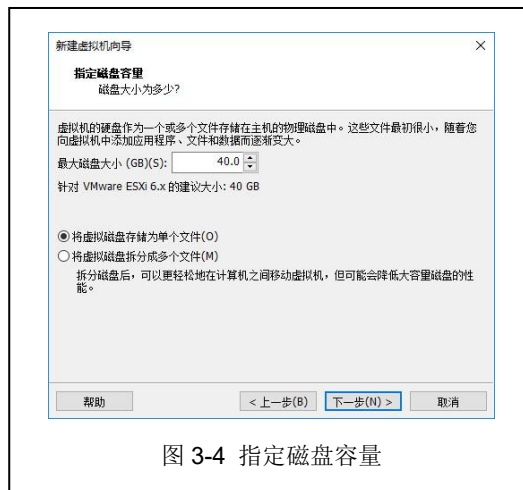 新建虚拟机向导
指定磁盘容量
磁盘大小为多少?
虚拟机的硬盘作为一个或多个文件存储在主机的物理磁盘中。这些文件最初很小，随着您
向虚拟机中添加应用程序、文件和数据而逐渐变大。
最大磁盘大小 (GB)(S): 40.0
针对 VMware ESXi 6.x 的建议大小: 40 GB
将虚拟磁盘存储为单个文件(O)
将虚拟磁盘拆分成多个文件(M)
拆分磁盘后，可以更轻松地在计算机之间移动虚拟机，但可能会降低大容量磁盘的性
能。
帮助 < 上一步(B) 下一步(N) > 取消
图 3-4 指定磁盘容量